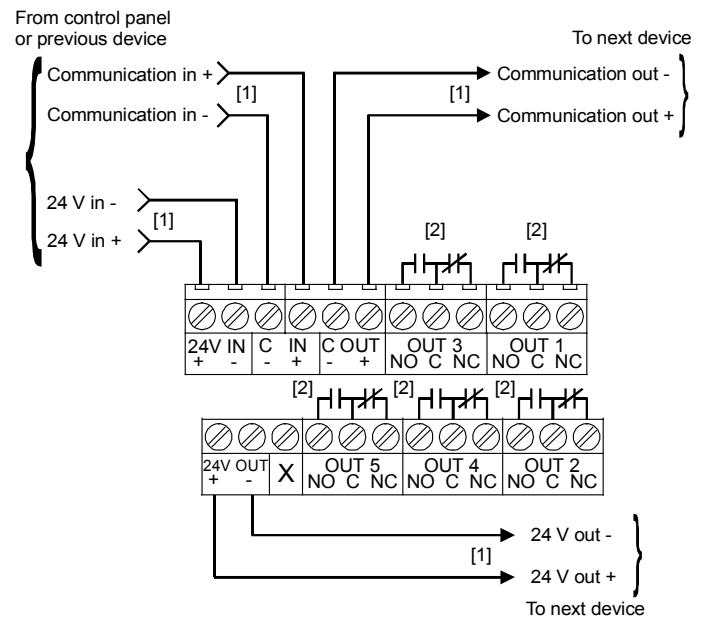 From control panel
or previous device
To next device
Communication in +
[1]
Communication in -
[1]
Communication out -
Communication out +
24 V in -
[1]
24 V in +
[2]
[2]
24V IN
+ -
C IN
- +
C OUT
- +
OUT 3
NO C NC
OUT 1
NO C NC
[2]
[2]
[2]
24V OUT
+ -
X
OUT 5
NO C NC
OUT 4
NO C NC
OUT 2
NO C NC
24 V out -
[1]
24 V out +
To next device